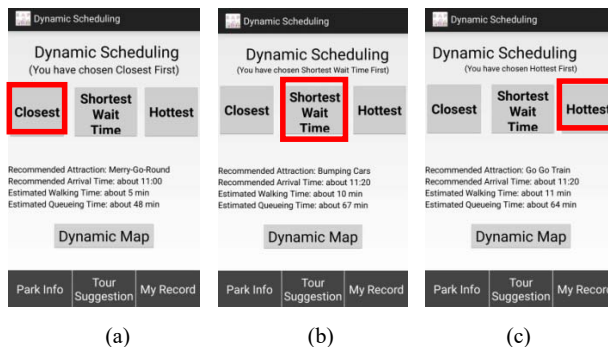 Dynamic Scheduling
Dynamic Scheduling
(You have chosen Closest First)
Closest
Shortest
Wait
Time
Hottest
Recommended Attraction: Merry-Go-Round
Recommended Arrival Time: about 11:00
Estimated Walking Time: about 5 min
Estimated Queueing Time: about 48 min
Dynamic Map
Park Info
Tour
Suggestion
My Record
(a)
Dynamic Scheduling
Dynamic Scheduling
(You have chosen Shortest Wait Time First)
Closest
Shortest
Wait
Time
Hottest
Recommended Attraction: Bumping Cars
Recommended Arrival Time: about 11:20
Estimated Walking Time: about 10 min
Estimated Queueing Time: about 67 min
Dynamic Map
Park Info
Tour
Suggestion
My Record
(b)
Dynamic Scheduling
Dynamic Scheduling
(You have chosen Hottest First)
Closest
Shortest
Wait
Time
Hottest
Recommended Attraction: Go Go Train
Recommended Arrival Time: about 11:20
Estimated Walking Time: about 11 min
Estimated Queueing Time: about 64 min
Dynamic Map
Park Info
Tour
Suggestion
My Record
(c)